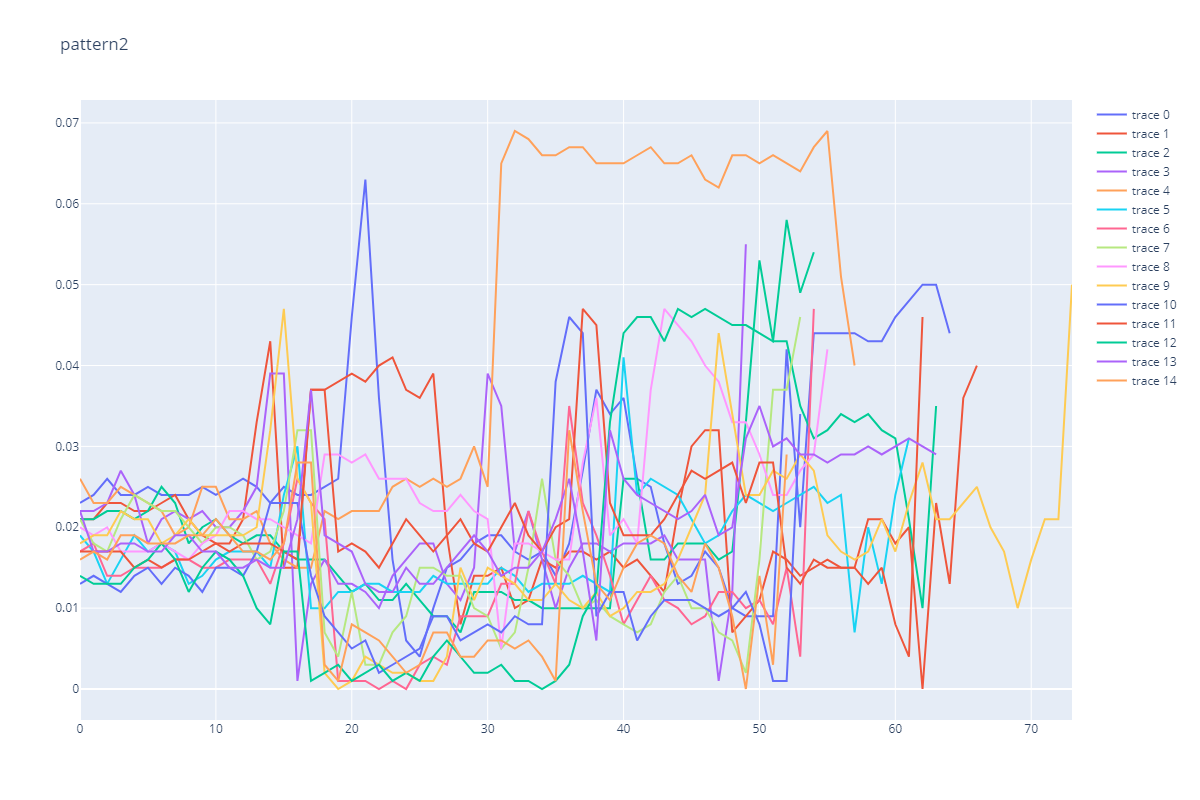 pattern2
0.07
0.06
0.05
0.04
0.03
0.02
0.01
0
0 10 20 30 40 50 60 70
trace 0
trace 1
trace 2
trace 3
trace 4
trace 5
trace 6
trace 7
trace 8
trace 9
trace 10
trace 11
trace 12
trace 13
trace 14